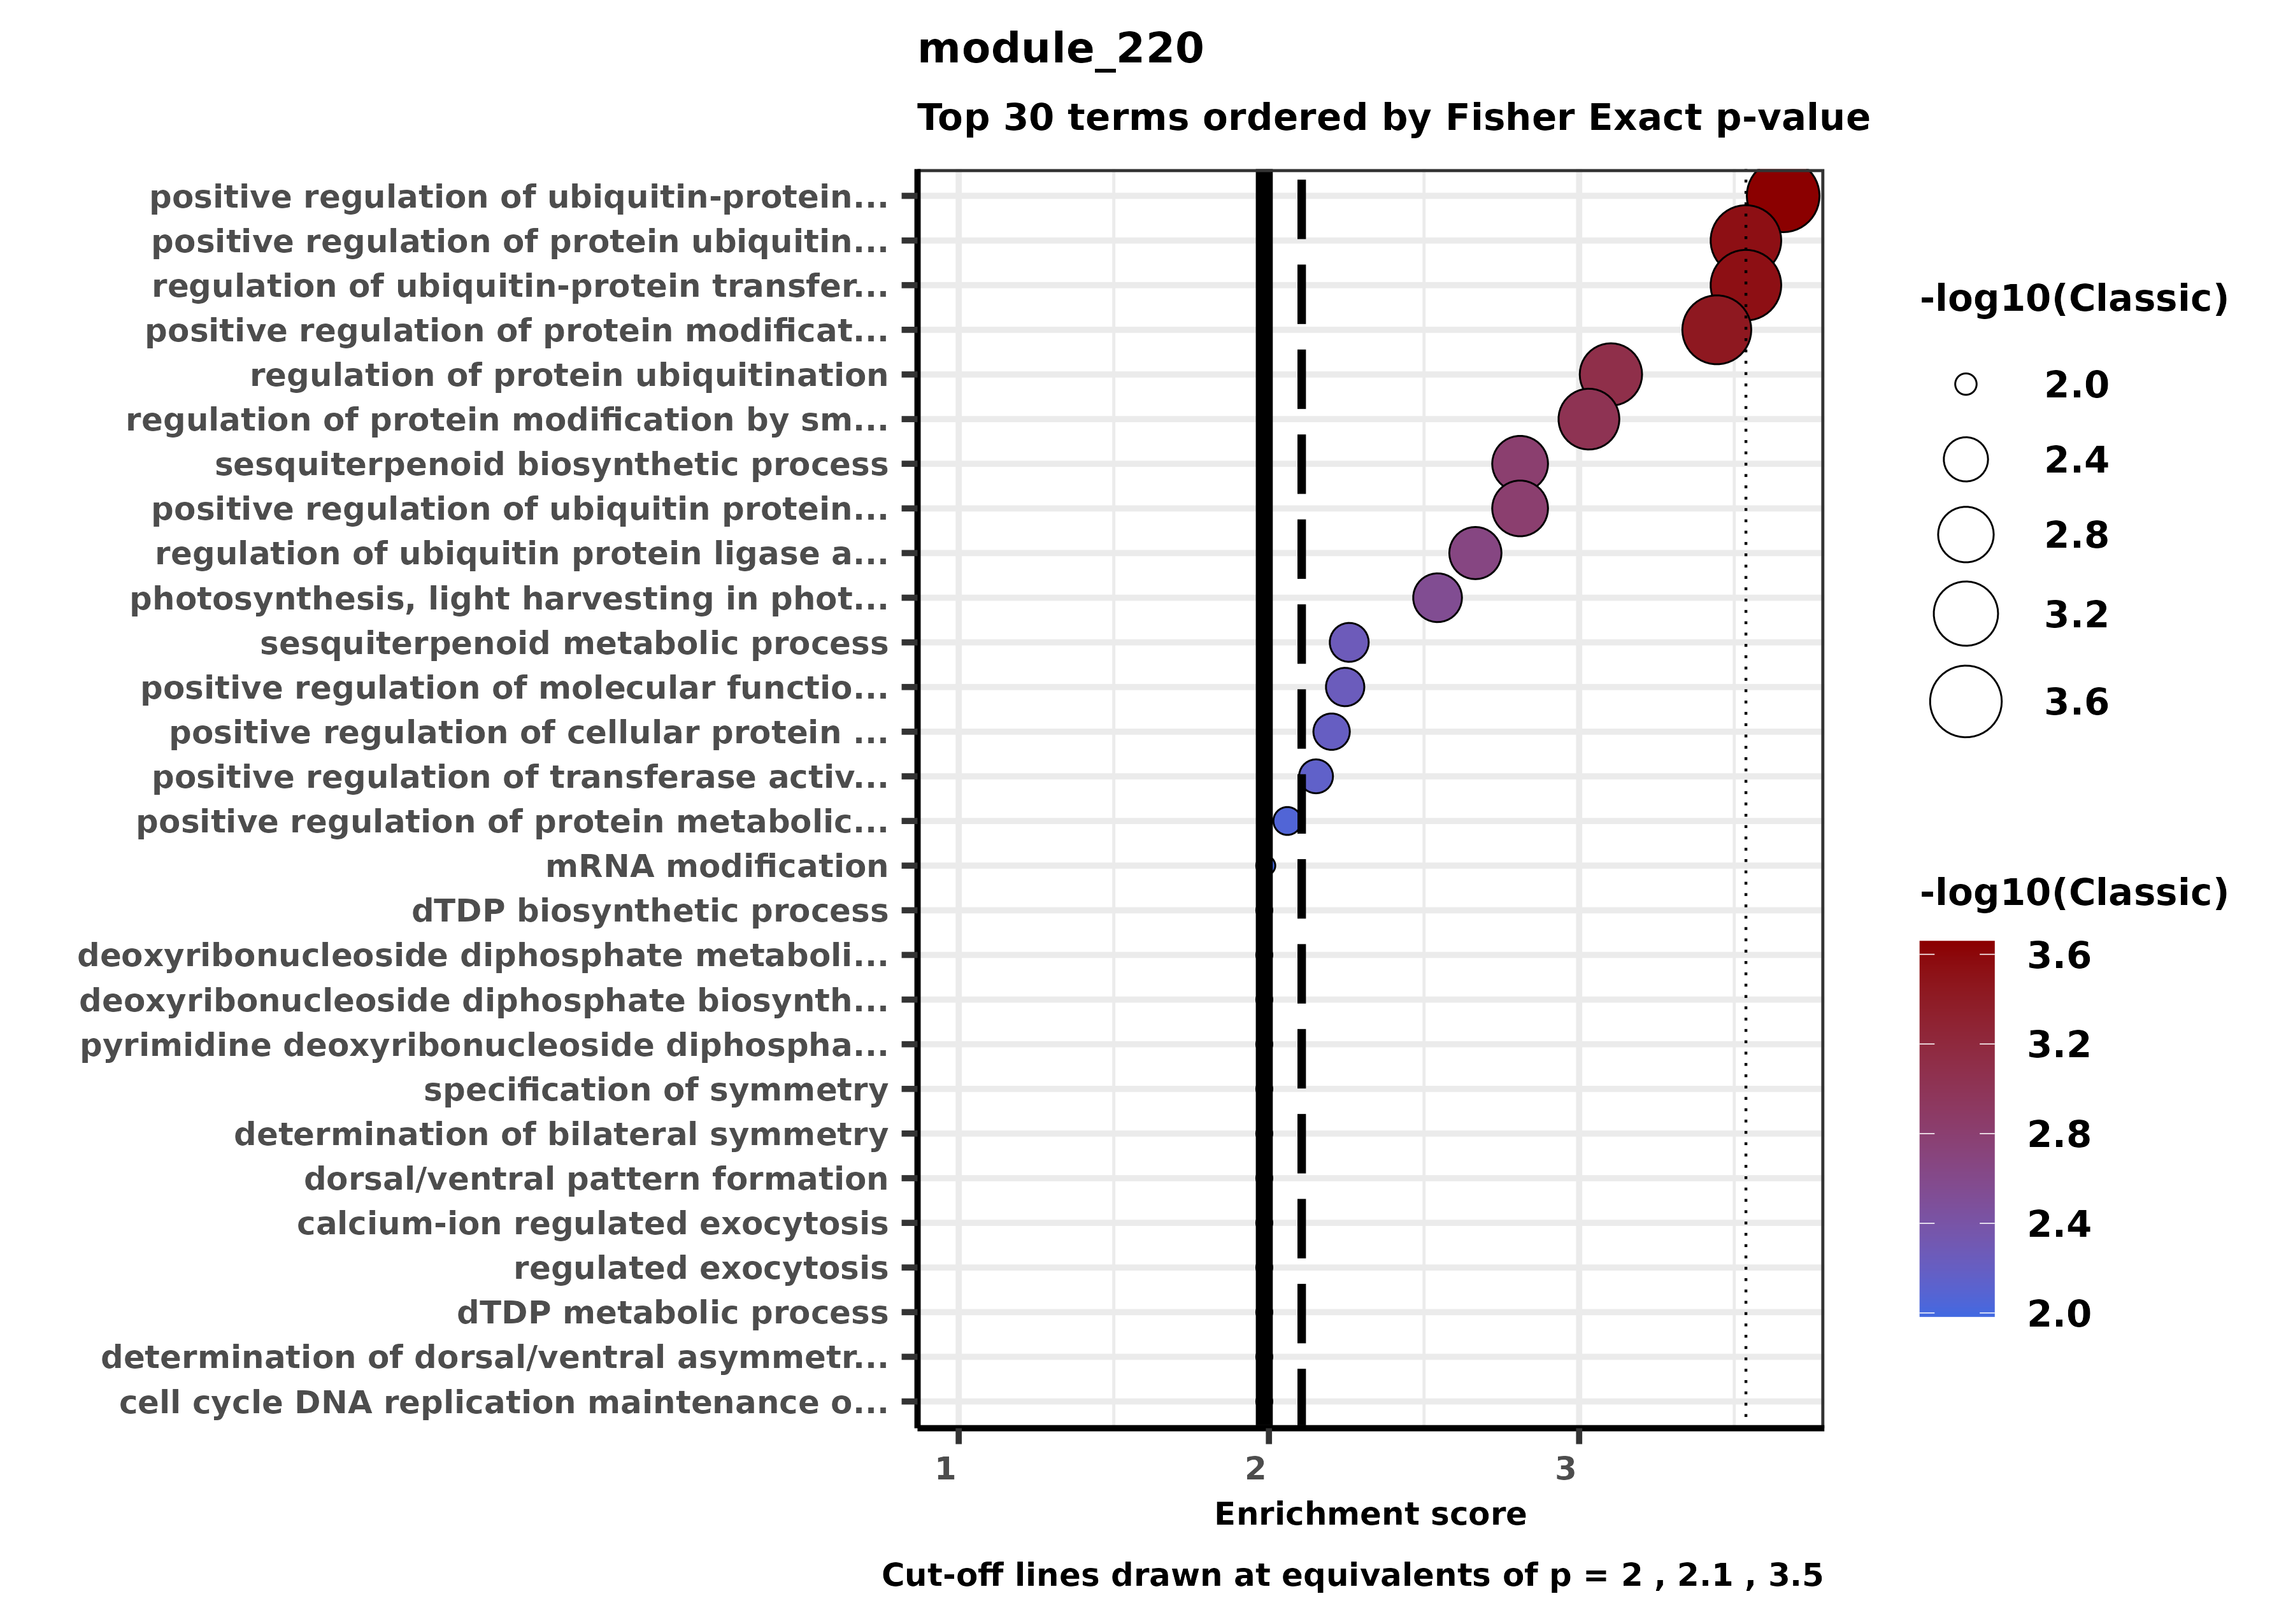 module_220
Top 30 terms ordered by Fisher Exact p-value
positive regulation of ubiquitin-protein...
positive regulation of protein ubiquitin...
regulation of ubiquitin-protein transfer...
positive regulation of protein modificat...
regulation of protein ubiquitination
regulation of protein modification by sm...
sesquiterpenoid biosynthetic process
positive regulation of ubiquitin protein...
regulation of ubiquitin protein ligase a...
photosynthesis, light harvesting in phot...
sesquiterpenoid metabolic process
positive regulation of molecular functio...
positive regulation of cellular protein ...
positive regulation of transferase activ...
positive regulation of protein metabolic...
mRNA modification
dTDP biosynthetic process
deoxyribonucleoside diphosphate metaboli...
deoxyribonucleoside diphosphate biosynth...
pyrimidine deoxyribonucleoside diphospha...
specification of symmetry
determination of bilateral symmetry
dorsal/ventral pattern formation
calcium-ion regulated exocytosis
regulated exocytosis
dTDP metabolic process
determination of dorsal/ventral asymmetr...
cell cycle DNA replication maintenance o...
1 2 3
Enrichment score
Cut-off lines drawn at equivalents of p = 2 , 2.1 , 3.5
-log10(Classic)
2.0
2.4
2.8
3.2
3.6
-log10(Classic)
3.6
3.2
2.8
2.4
2.0